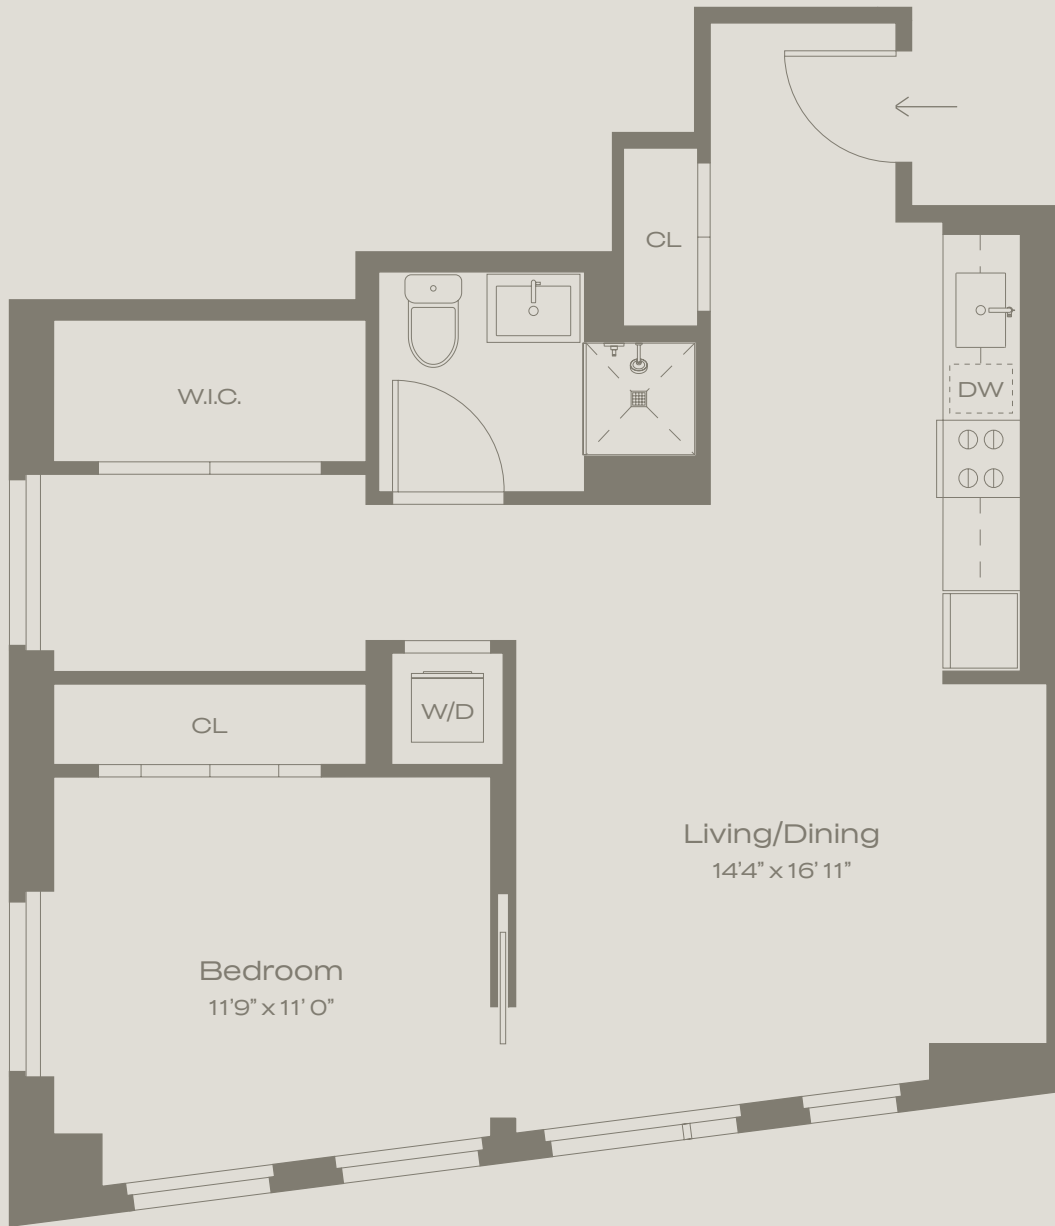 CL
W.I.C.
DW
W/D
CL
Living/Dining
14'4” x 16’ 11”
Bedroom
11’9” x 11’ 0”